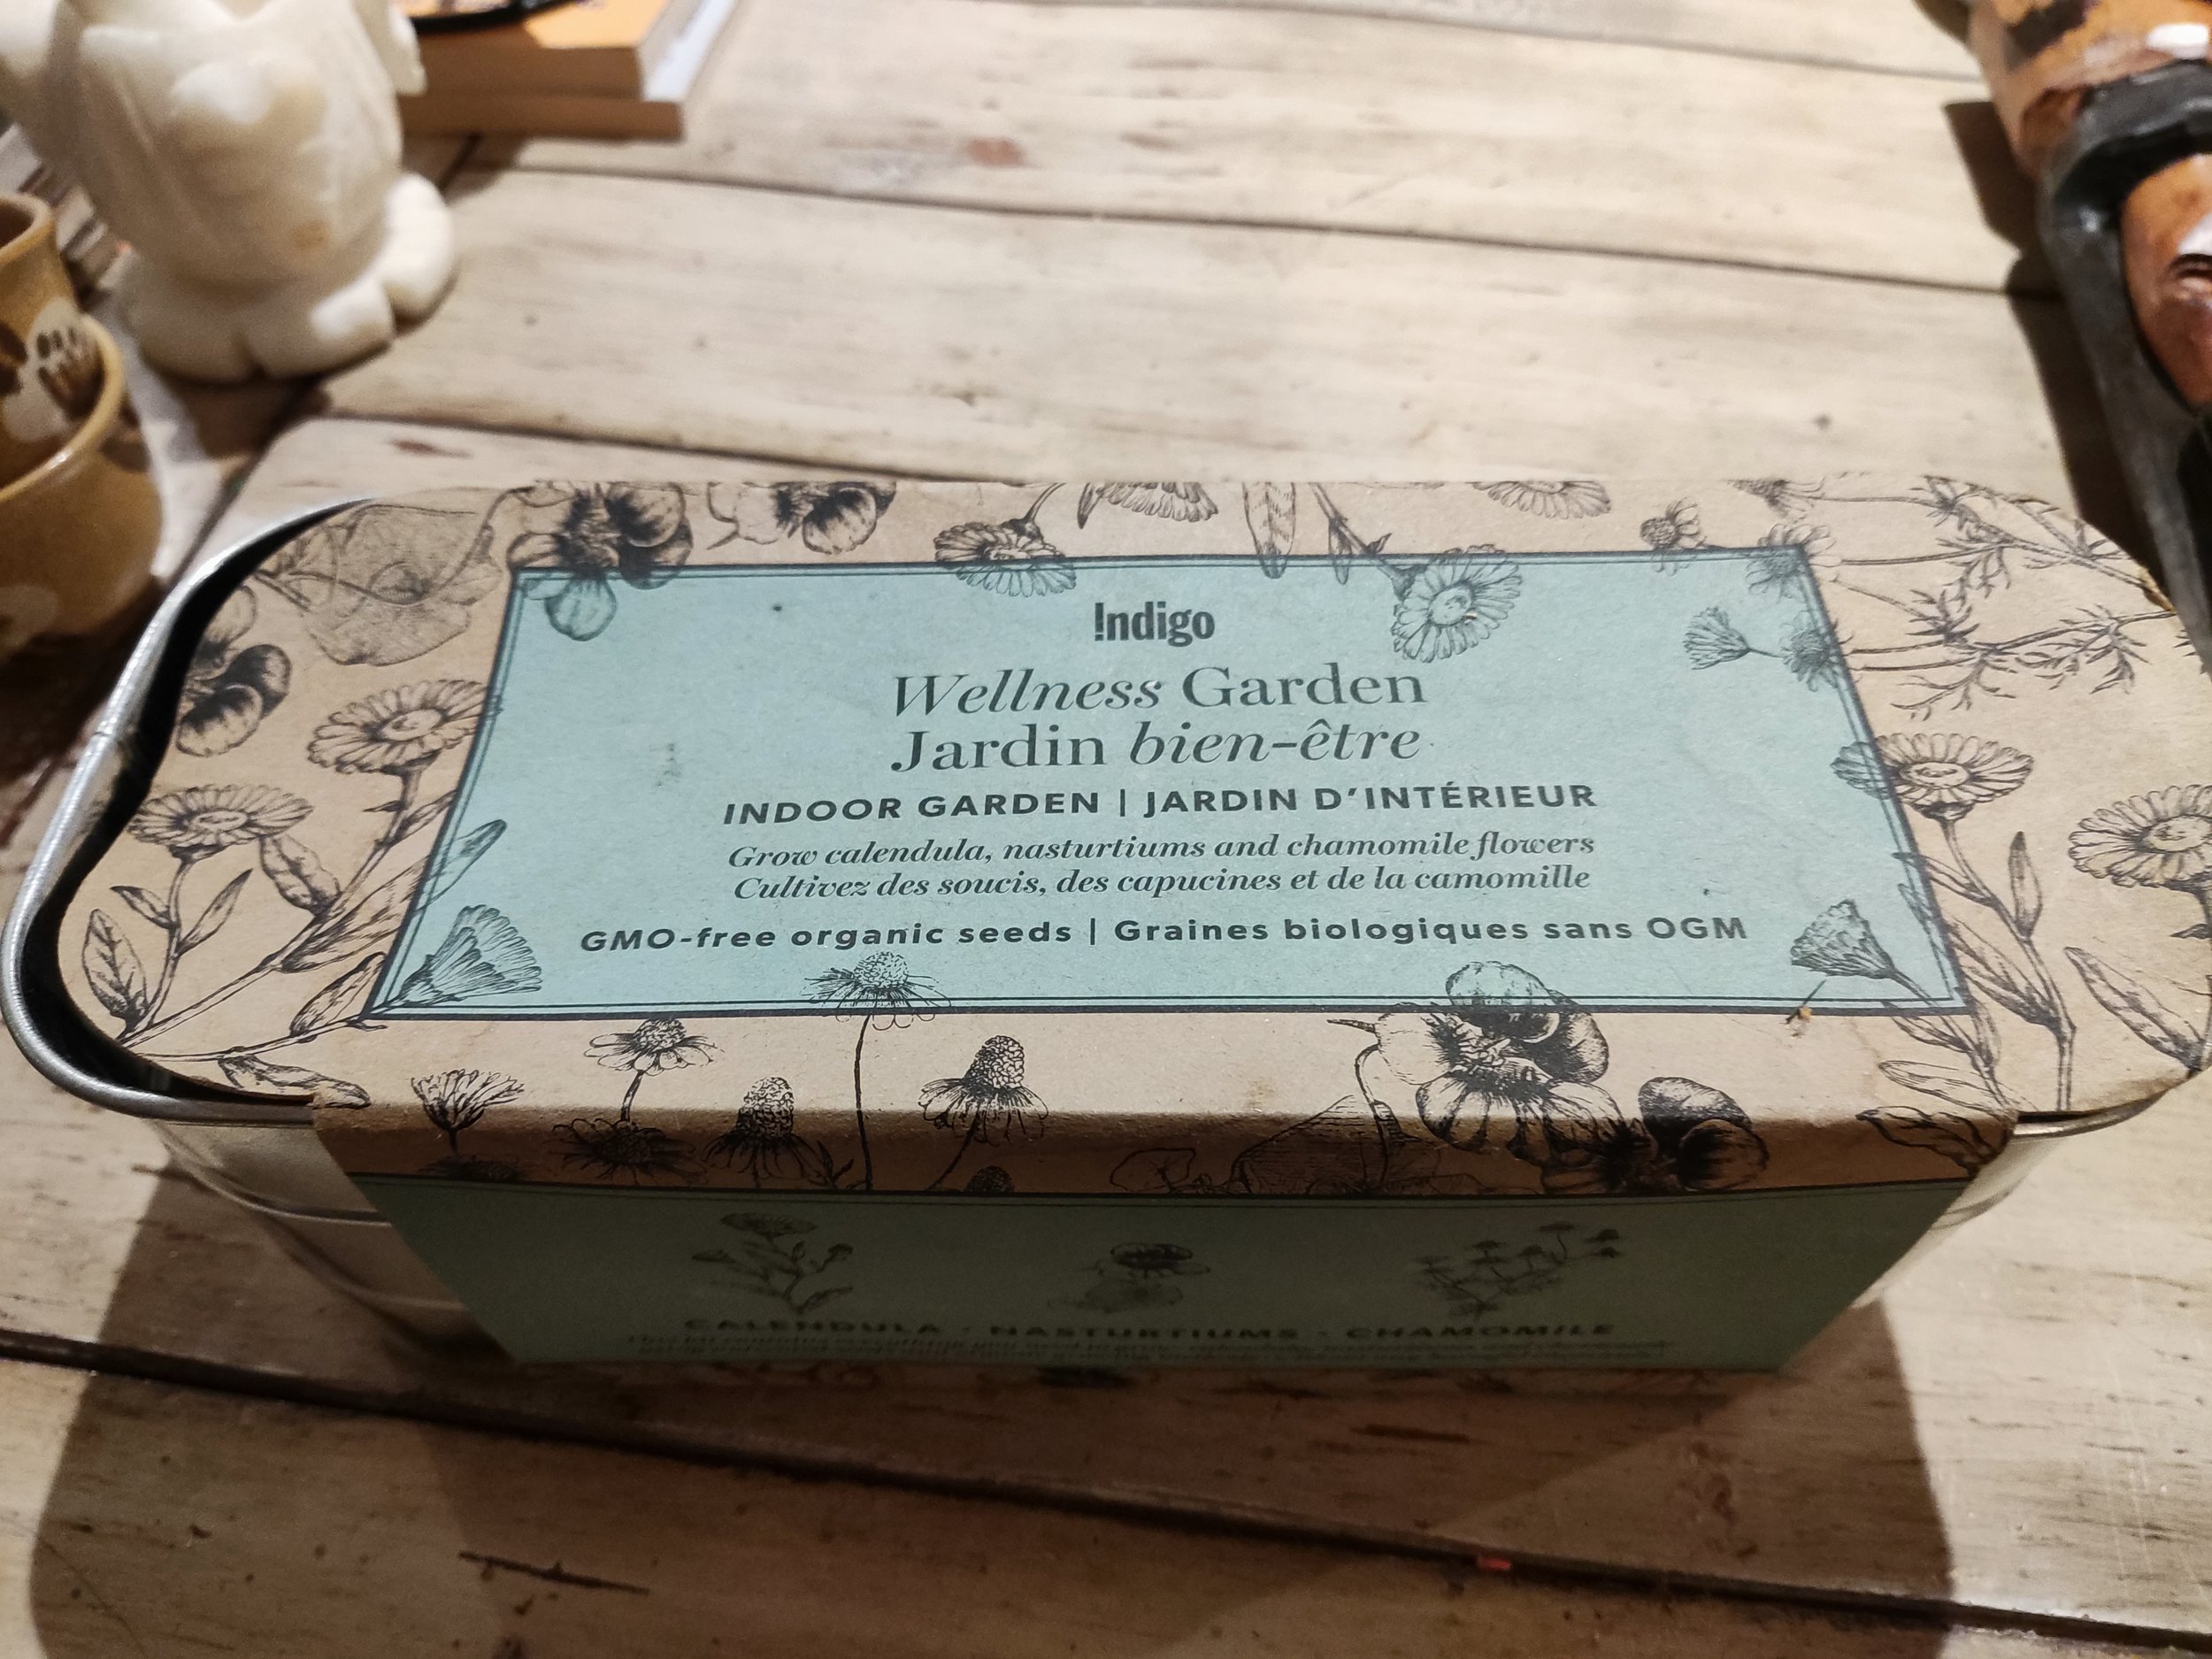 !ndigo
Wellness Garden
Jardin bien-être
INDOOR GARDEN | JARDIN D'INTÉRIEUR
Grow calendula, nasturtiums and chamomile flowers
Cultivez des soucis, des capucines et de la camomille
GMO-free organic seeds | Graines biologiques sans OGM
CALENDULA · NASTURTIUMS · CHAMOMILE